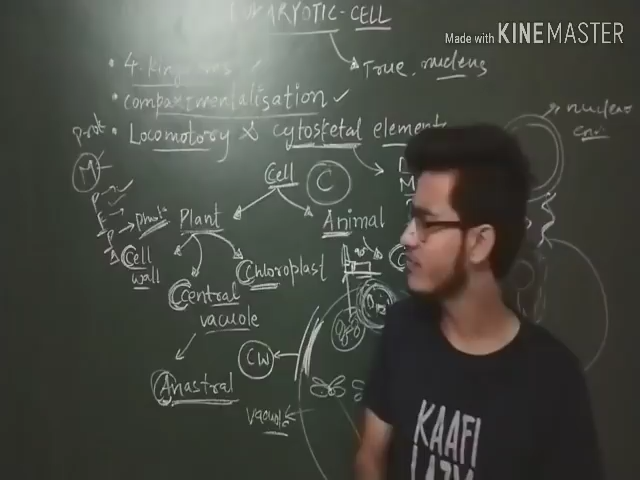 Made with KINEMASTER
EUKARYOTIC-CELL
True nucleus
• 4-kingdoms
• compartmentalisation ✓
• Locomotory & cytosketal elements
M
Cell
C
Plant
Animal
Cell wall
Central vacuole
Chloroplast
Anastral
CW
vacuole
KAAFI
LAZY